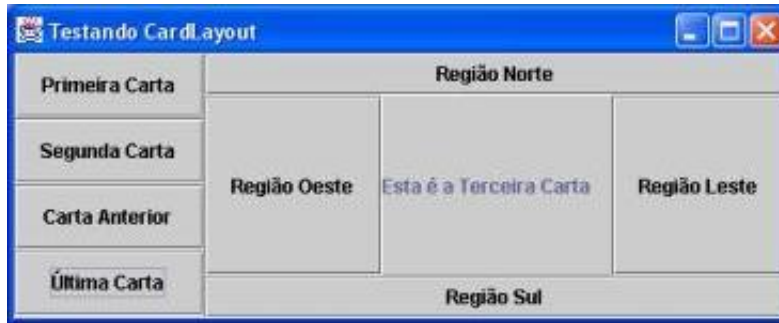 Testando CardLayout
Primeira Carta
Segunda Carta
Carta Anterior
Última Carta
Região Norte
Região Oeste
Esta é a Terceira Carta
Região Leste
Região Sul